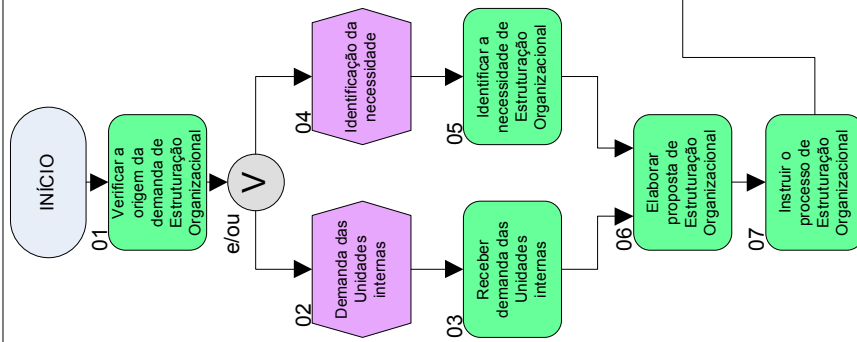 INÍCIO
01
Verificar a
origem da
demanda de
Estruturação
Organizacional
e/ou
V
02
Demanda das
Unidades
internas
03
Receber
demanda das
Unidades
internas
04
Identificação da
necessidade
05
Identificar a
necessidade de
Estruturação
Organizacional
06
Elaborar
proposta de
Estruturação
Organizacional
07
Instruir o
processo de
Estruturação
Organizacional